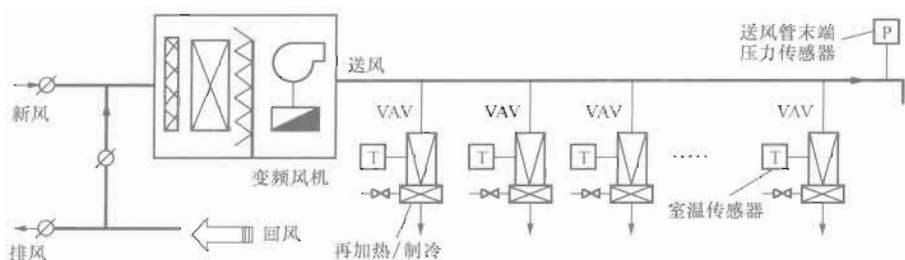 送风管末端
压力传感器
P
送风
新风
VAV
VAV
VAV
VAV
T
T
T
T
变频风机
室温传感器
回风
排风
再加热/制冷